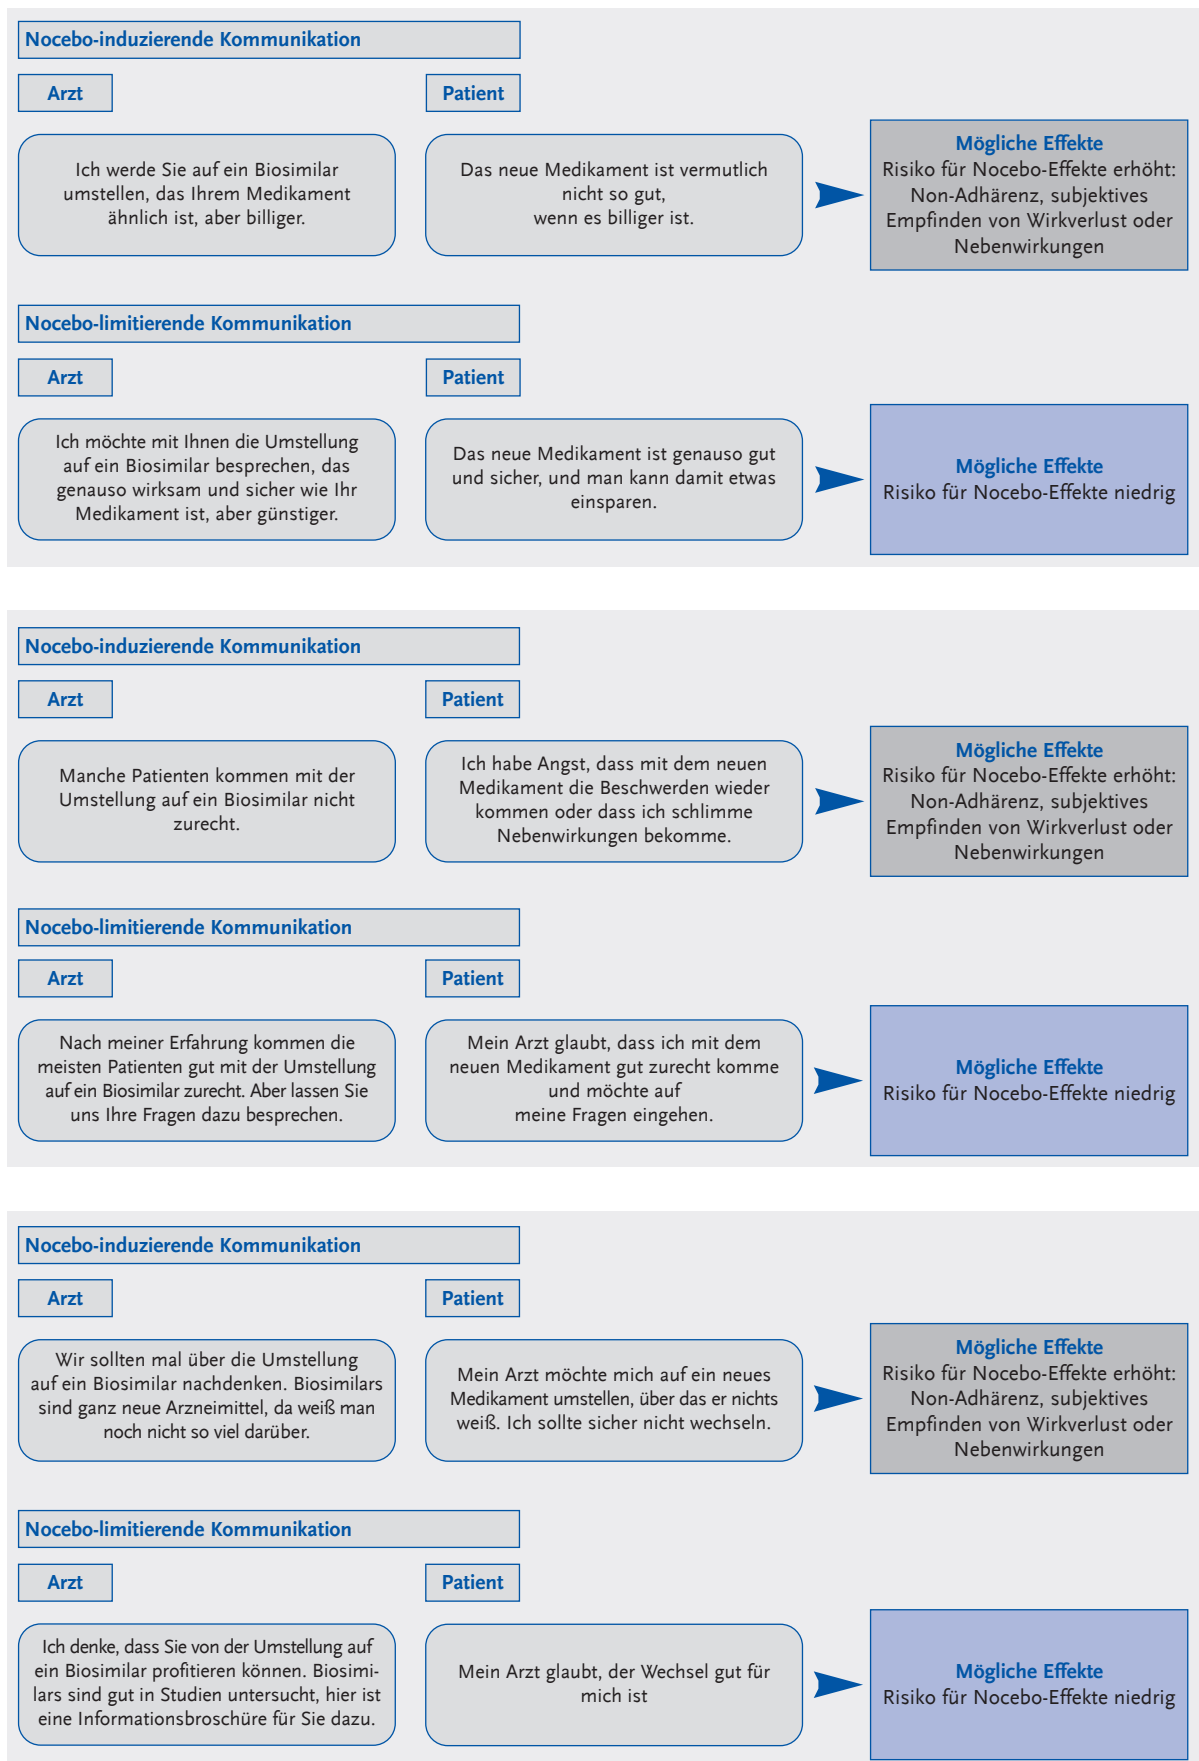 Nocebo-induzierende Kommunikation
Arzt
Patient
Ich werde Sie auf ein Biosimilar
umstellen, das Ihrem Medikament
ähnlich ist, aber billiger.
Das neue Medikament ist vermutlich
nicht so gut,
wenn es billiger ist.
Mögliche Effekte
Risiko für Nocebo-Effekte erhöht:
Non-Adhärenz, subjektives
Empfinden von Wirkverlust oder
Nebenwirkungen
Nocebo-limitierende Kommunikation
Arzt
Patient
Ich möchte mit Ihnen die Umstellung
auf ein Biosimilar besprechen, das
genauso wirksam und sicher wie Ihr
Medikament ist, aber günstiger.
Das neue Medikament ist genauso gut
und sicher, und man kann damit etwas
einsparen.
Mögliche Effekte
Risiko für Nocebo-Effekte niedrig
Nocebo-induzierende Kommunikation
Arzt
Patient
Manche Patienten kommen mit der
Umstellung auf ein Biosimilar nicht
zurecht.
Ich habe Angst, dass mit dem neuen
Medikament die Beschwerden wieder
kommen oder dass ich schlimme
Nebenwirkungen bekomme.
Mögliche Effekte
Risiko für Nocebo-Effekte erhöht:
Non-Adhärenz, subjektives
Empfinden von Wirkverlust oder
Nebenwirkungen
Nocebo-limitierende Kommunikation
Arzt
Patient
Nach meiner Erfahrung kommen die
meisten Patienten gut mit der Umstellung
auf ein Biosimilar zurecht. Aber lassen Sie
uns Ihre Fragen dazu besprechen.
Mein Arzt glaubt, dass ich mit dem
neuen Medikament gut zurecht komme
und möchte auf
meine Fragen eingehen.
Mögliche Effekte
Risiko für Nocebo-Effekte niedrig
Nocebo-induzierende Kommunikation
Arzt
Patient
Wir sollten mal über die Umstellung
auf ein Biosimilar nachdenken. Biosimilars
sind ganz neue Arzneimittel, da weiß man
noch nicht so viel darüber.
Mein Arzt möchte mich auf ein neues
Medikament umstellen, über das er nichts
weiß. Ich sollte sicher nicht wechseln.
Mögliche Effekte
Risiko für Nocebo-Effekte erhöht:
Non-Adhärenz, subjektives
Empfinden von Wirkverlust oder
Nebenwirkungen
Nocebo-limitierende Kommunikation
Arzt
Patient
Ich denke, dass Sie von der Umstellung auf
ein Biosimilar profitieren können. Biosimi-
lars sind gut in Studien untersucht, hier ist
eine Informationsbroschüre für Sie dazu.
Mein Arzt glaubt, der Wechsel gut für
mich ist
Mögliche Effekte
Risiko für Nocebo-Effekte niedrig